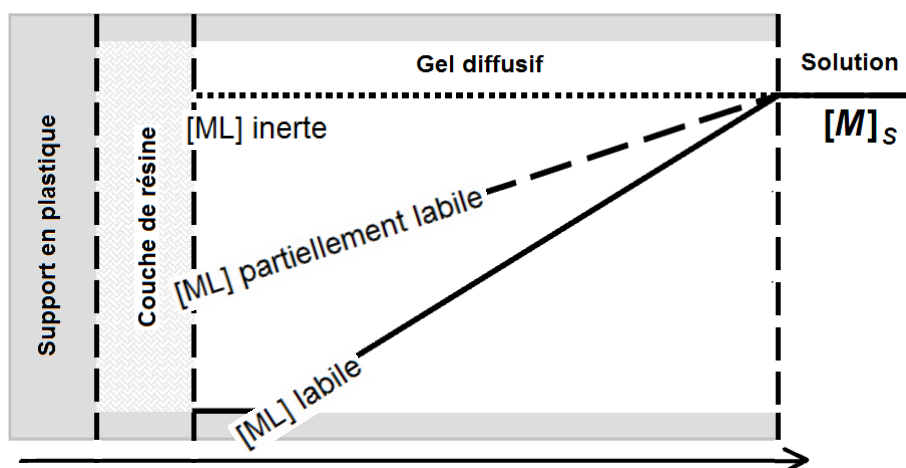 Gel diffusif
Solution
[M]S
[ML] inerte
[ML] partiellement labile
[ML] labile
Couche de résine
Support en plastique